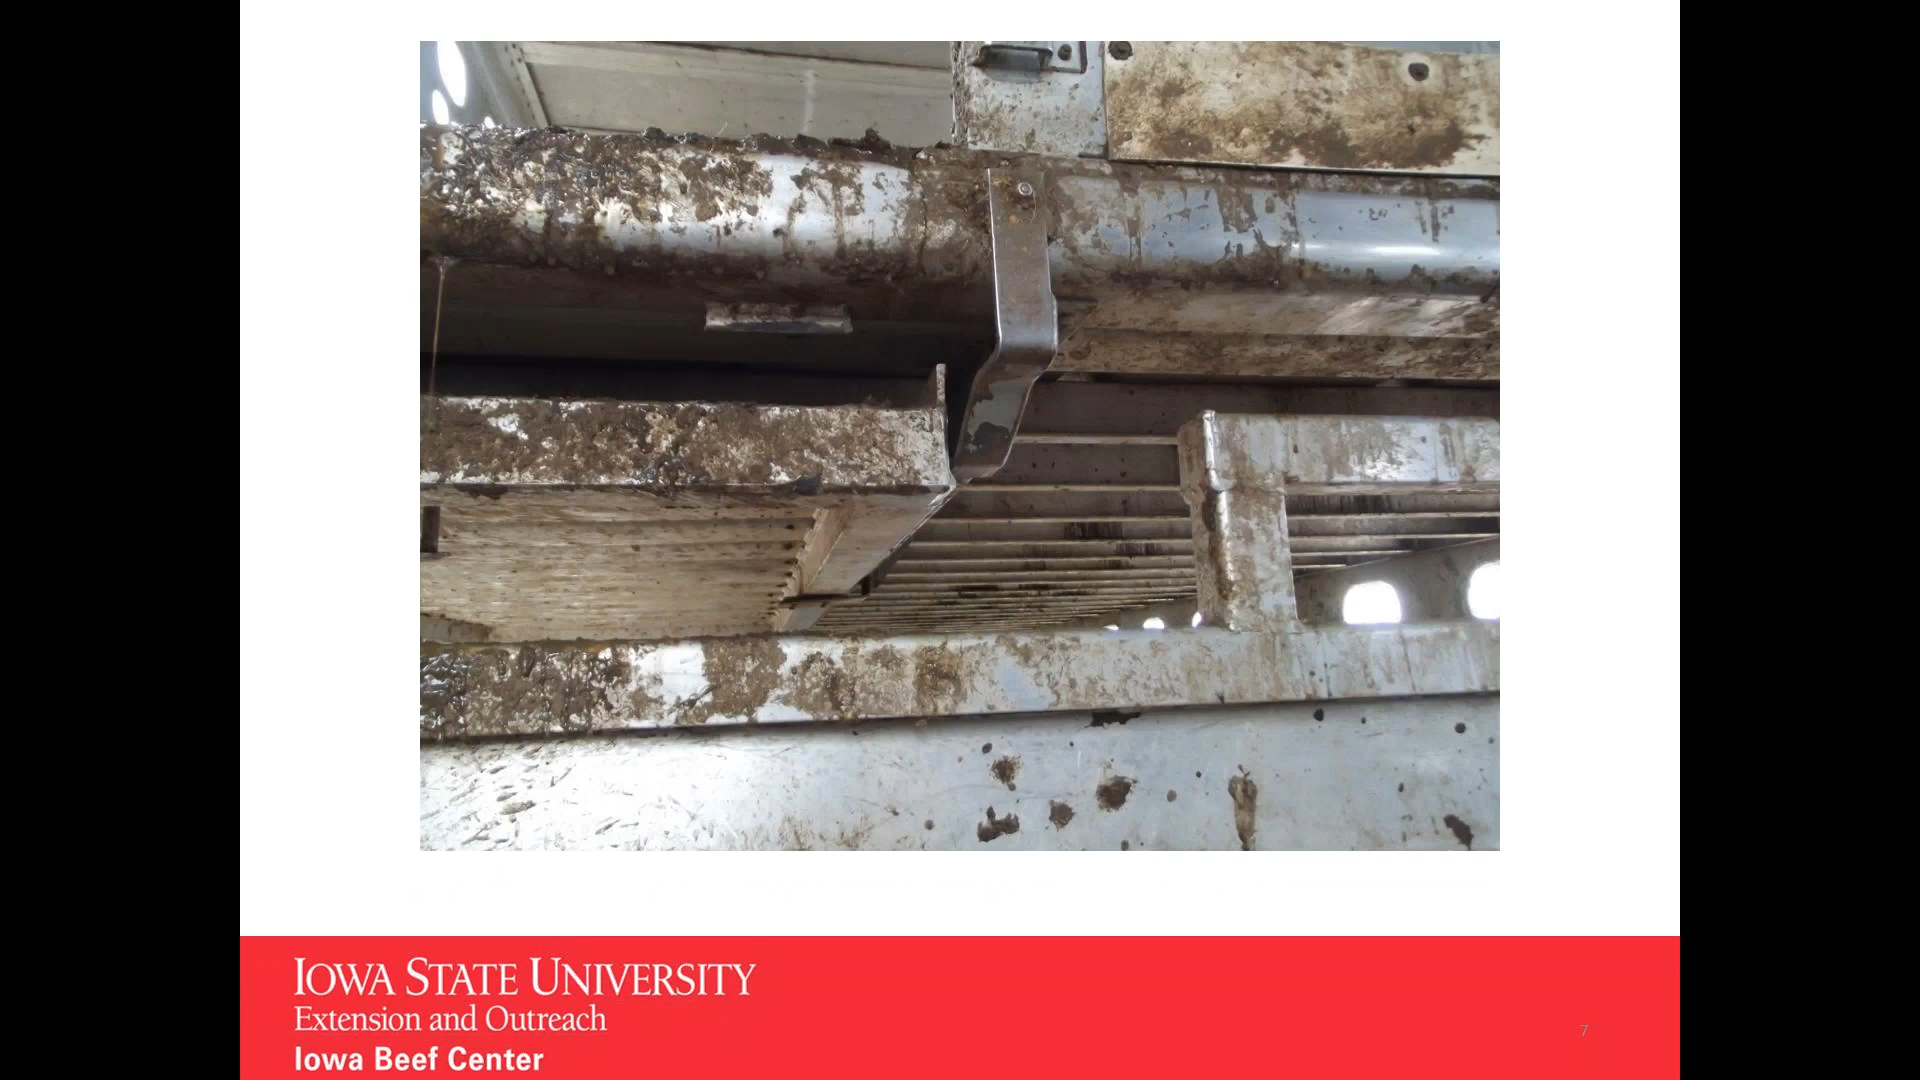 IOWA STATE UNIVERSITY
Extension and Outreach
Iowa Beef Center
7